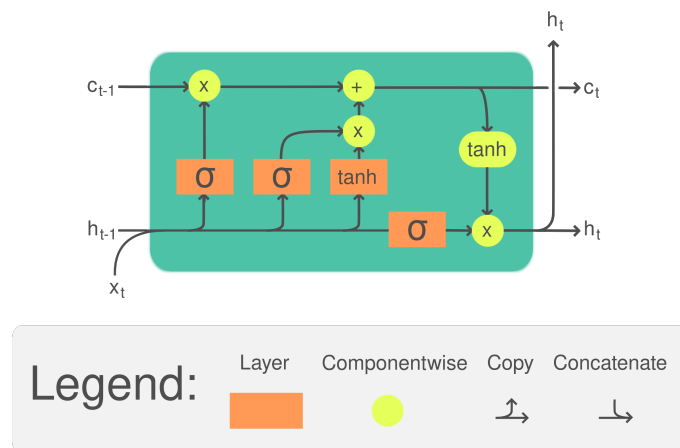 h_t
c_{t-1} x + c_t
x
tanh
σ σ tanh
h_{t-1} σ x h_t
x_t
Legend:
Layer Componentwise Copy Concatenate